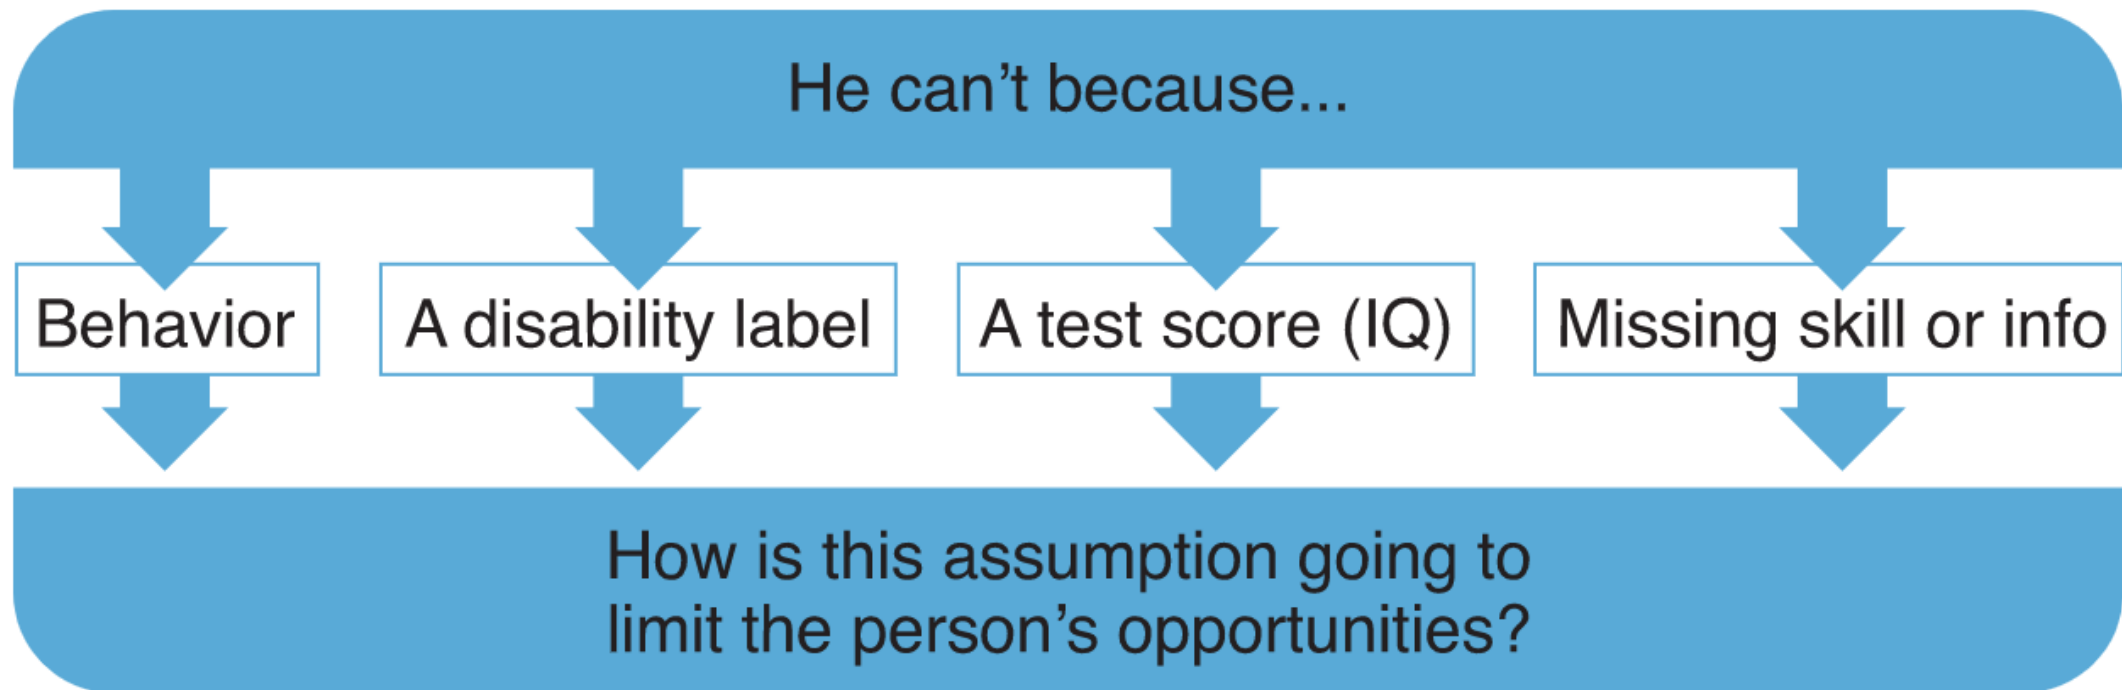 He can’t because...
Behavior
A disability label
A test score (IQ)
Missing skill or info
How is this assumption going to
limit the person’s opportunities?